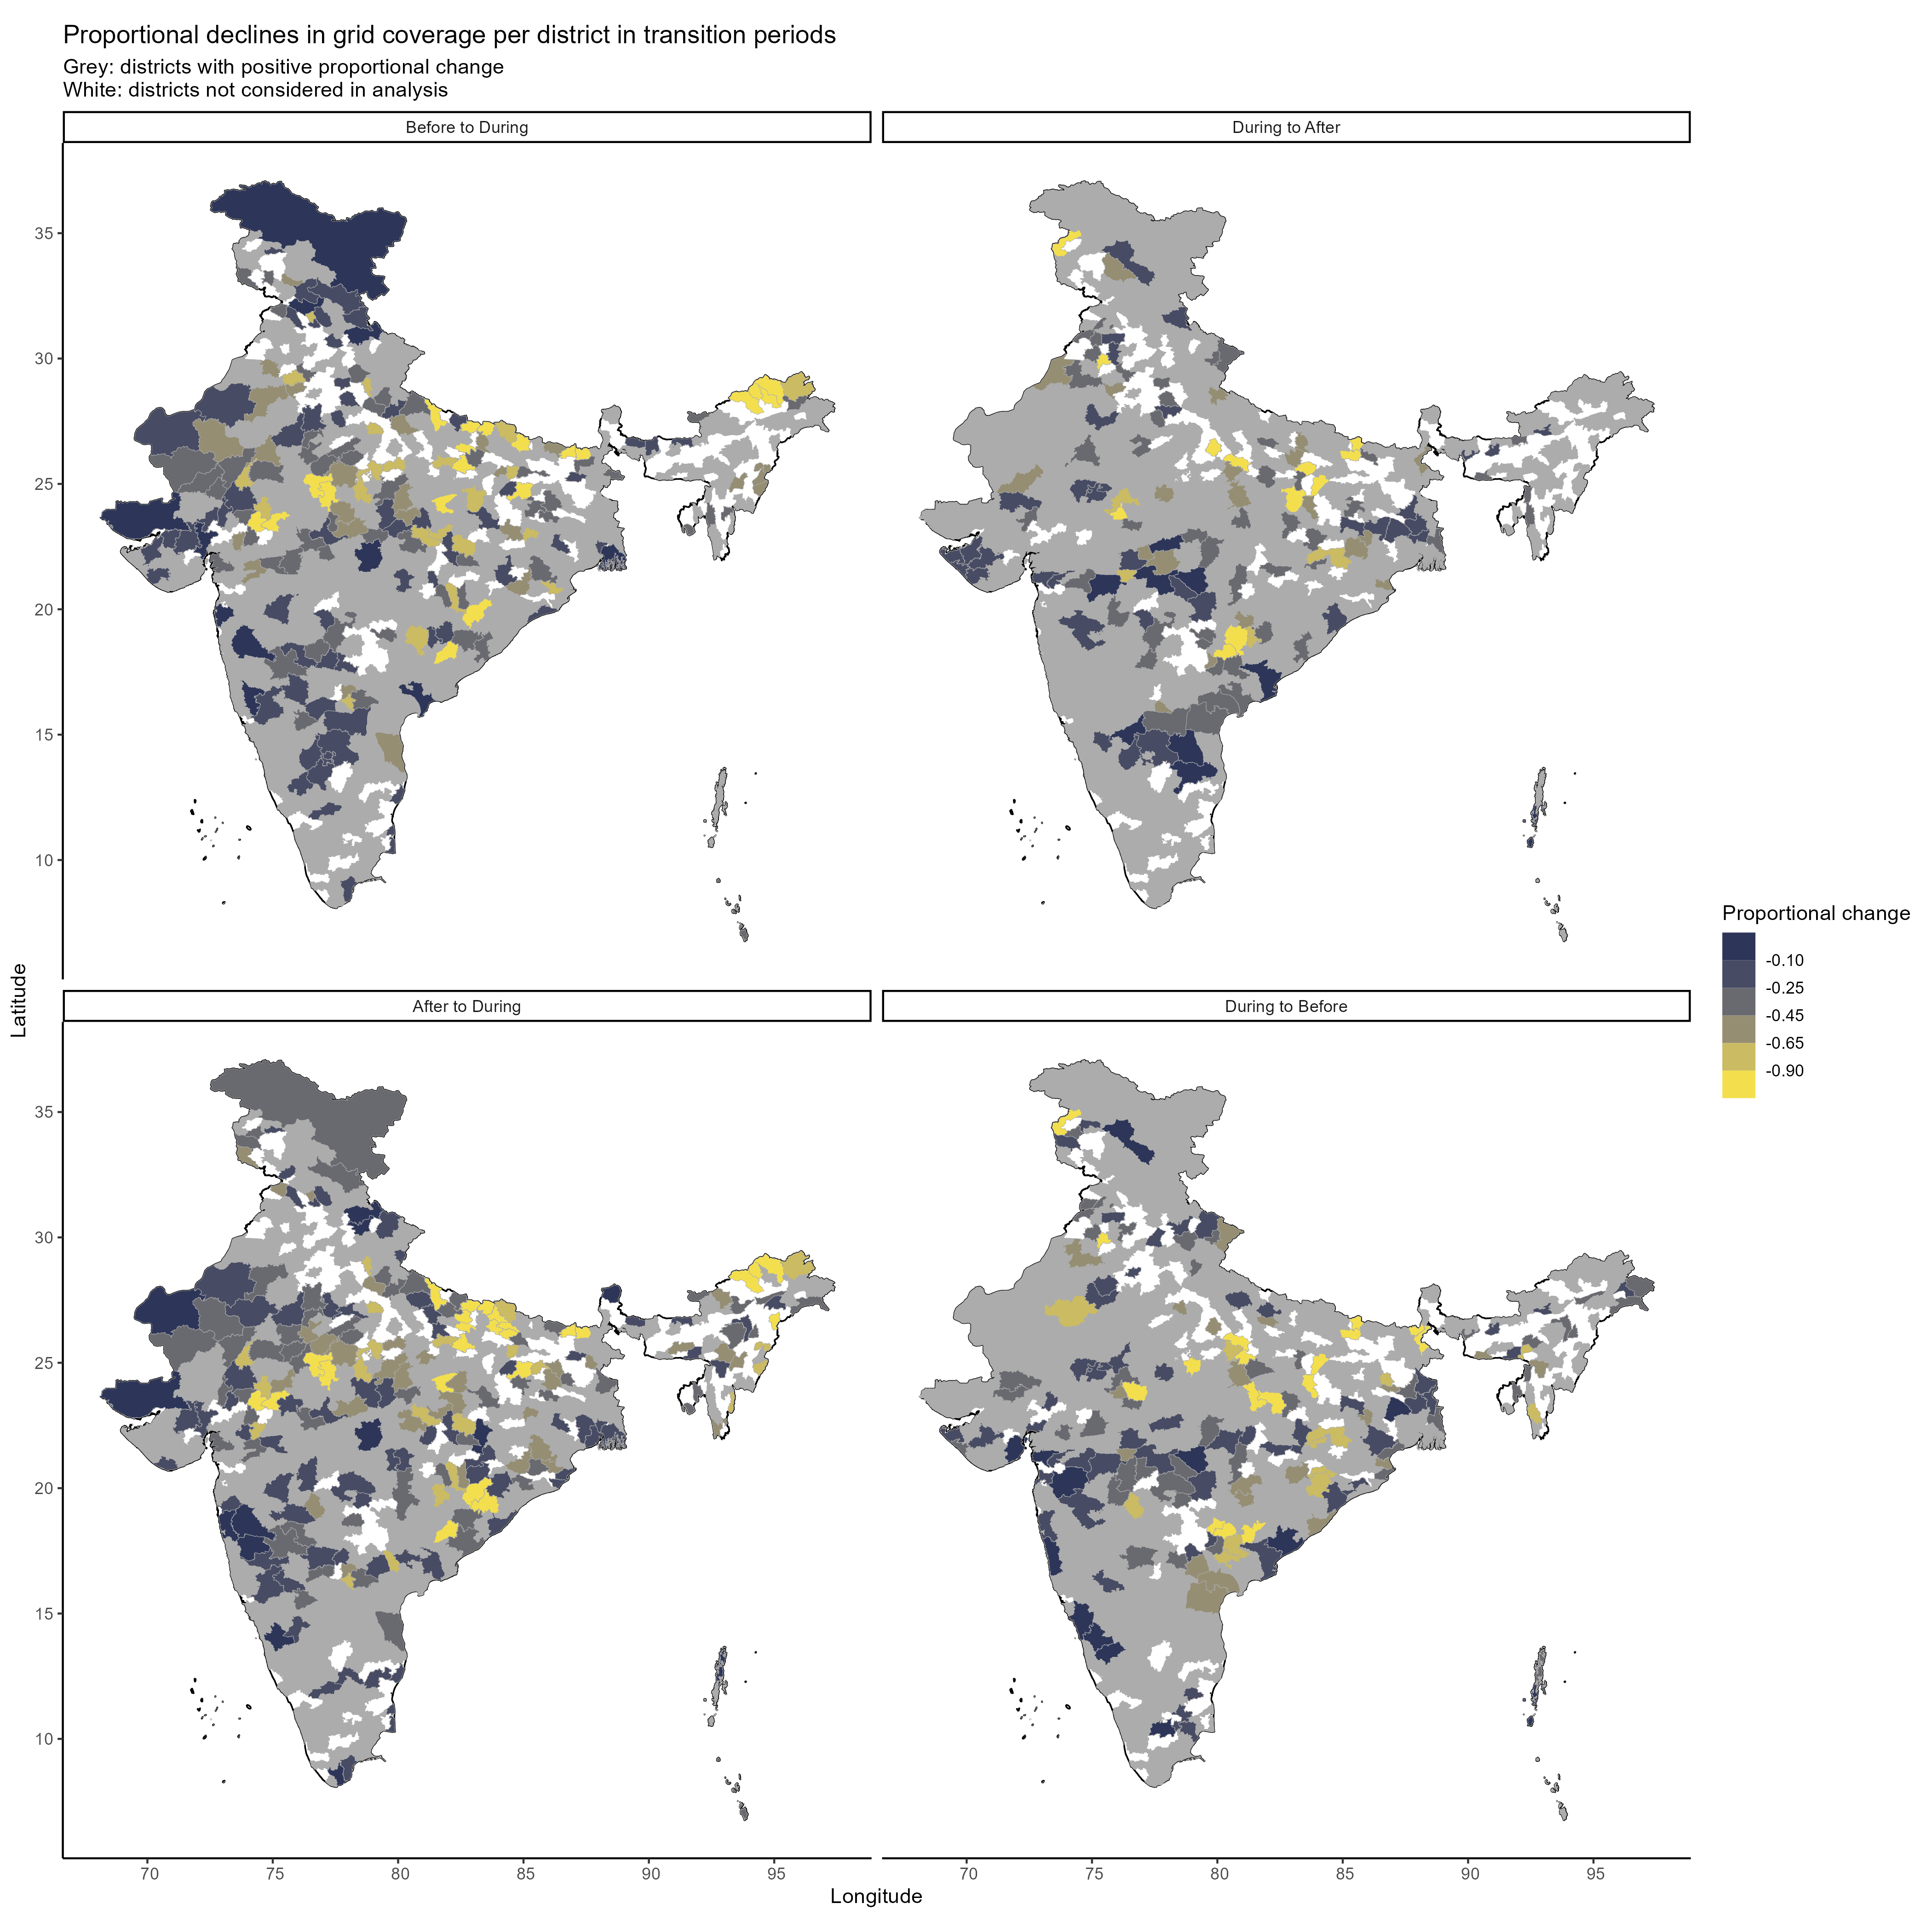 Proportional declines in grid coverage per district in transition periods
Grey: districts with positive proportional change
White: districts not considered in analysis
Before to During
During to After
35
30
25
20
15
10
Latitude
After to During
During to Before
35
30
25
20
15
10
70
75
80
85
90
95
70
75
80
85
90
95
Longitude
Proportional change
-0.10
-0.25
-0.45
-0.65
-0.90